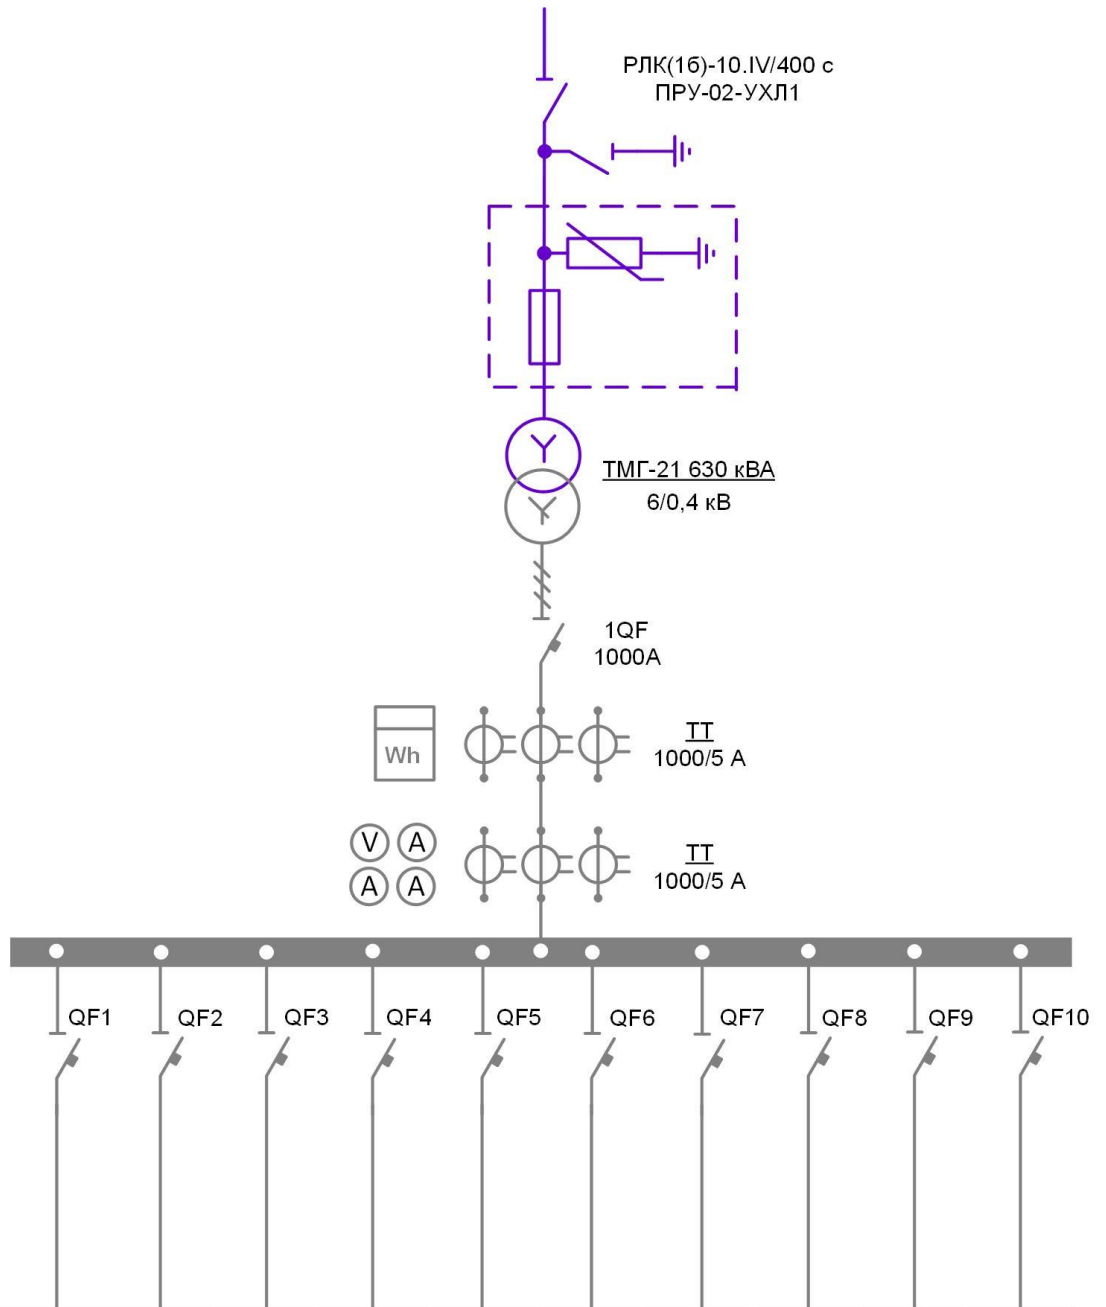 РЛК(1б)-10.IV/400 с
ПРУ-02-УХЛ1
ТМГ-21 630 кВА
6/0,4 кВ
1QF
1000А
Wh
ТТ
1000/5 А
V A
A A
ТТ
1000/5 А
QF1 QF2 QF3 QF4 QF5 QF6 QF7 QF8 QF9 QF10